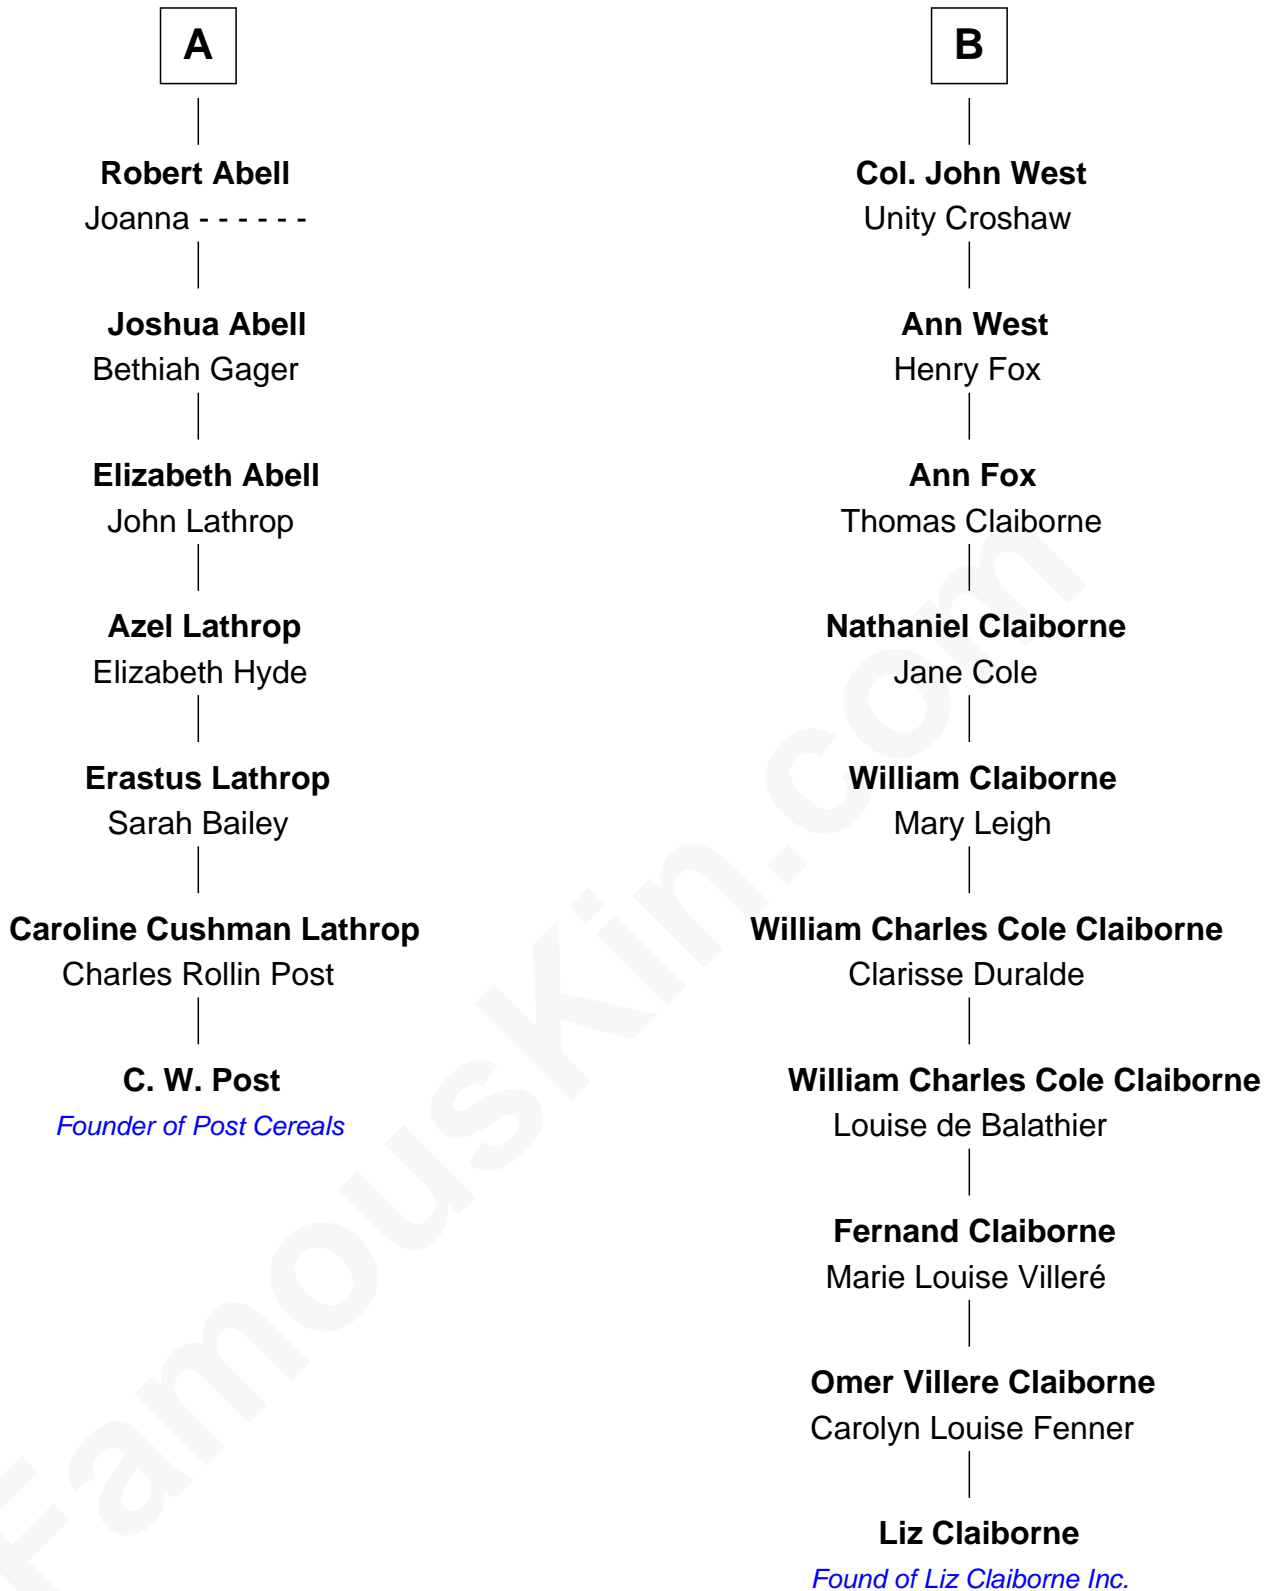 A
Robert Abell
Joanna - - - - - -
Joshua Abell
Bethiah Gager
Elizabeth Abell
John Lathrop
Azel Lathrop
Elizabeth Hyde
Erastus Lathrop
Sarah Bailey
Caroline Cushman Lathrop
Charles Rollin Post
C. W. Post
Founder of Post Cereals
B
Col. John West
Unity Croshaw
Ann West
Henry Fox
Ann Fox
Thomas Claiborne
Nathaniel Claiborne
Jane Cole
William Claiborne
Mary Leigh
William Charles Cole Claiborne
Clarisse Duralde
William Charles Cole Claiborne
Louise de Balathier
Fernand Claiborne
Marie Louise Villeré
Omer Villere Claiborne
Carolyn Louise Fenner
Liz Claiborne
Found of Liz Claiborne Inc.
FamousKin.com